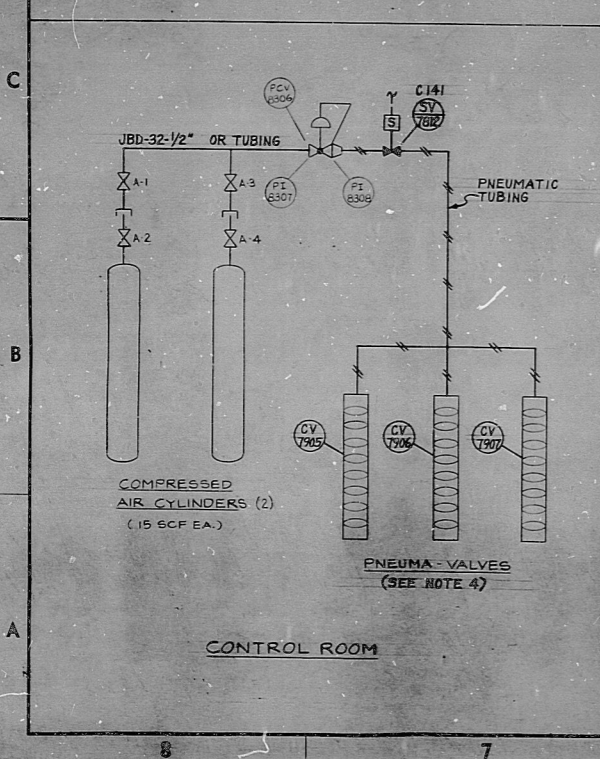 C
B
A
8
7
C 141
PCV
8306
S
SV
7812
JBD-32-1/2" OR TUBING
PI
8307
PI
8308
A-1
A-3
PNEUMATIC
TUBING
A-2
A-4
CV
7905
CV
7906
CV
7907
COMPRESSED
AIR CYLINDERS (2)
(.15 SCF EA.)
PNEUMA-VALVES
(SEE NOTE 4)
CONTROL ROOM